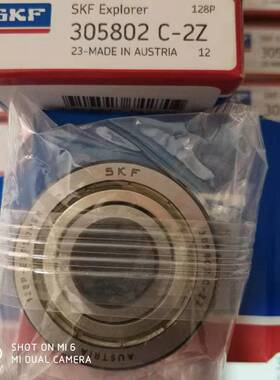 SKF
SKF Explorer 128P
305802 C-2Z
23-MADE IN AUSTRIA 12
SKF
AUSTRIA
SHOT ON MI 6
MI DUAL CAMERA